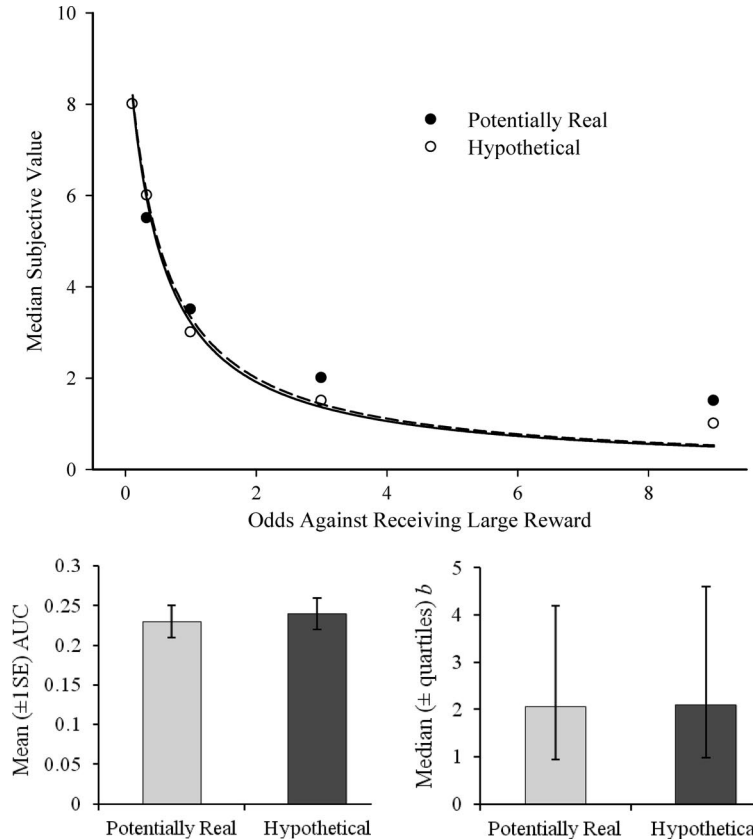 10
8
6
4
2
0
Median Subjective Value
Potentially Real
Hypothetical
0 2 4 6 8
Odds Against Receiving Large Reward
0.3
0.25
0.2
0.15
0.1
0.05
0
Mean (±1SE) AUC
Potentially Real Hypothetical
5
4
3
2
1
0
Median (± quartiles) b
Potentially Real Hypothetical